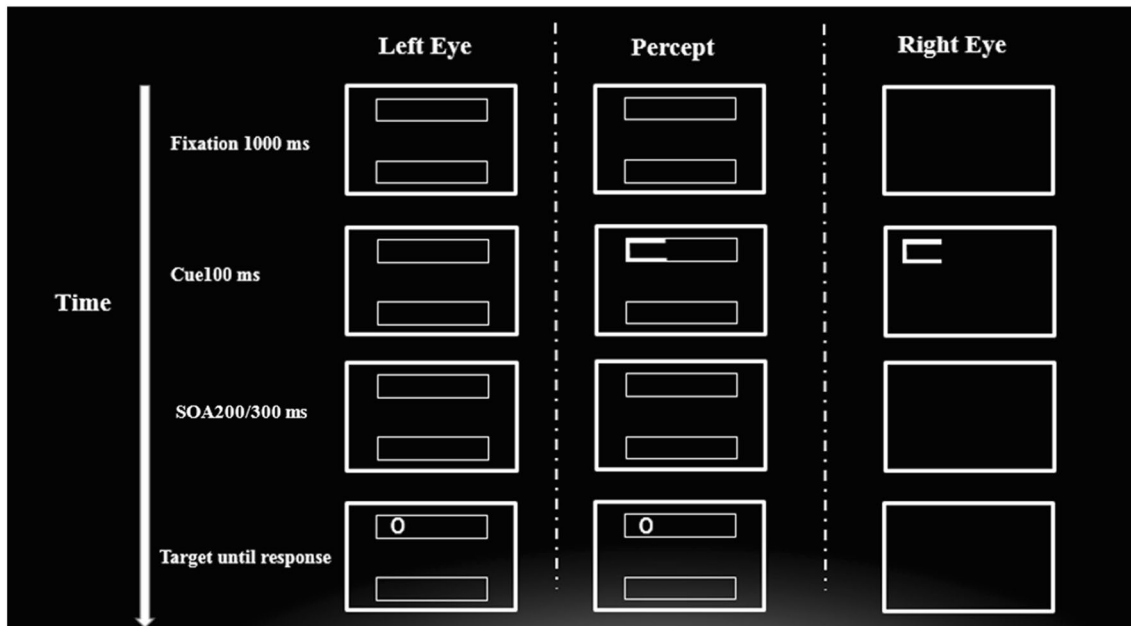 Left Eye
Percept
Right Eye
Fixation 1000 ms
Cue100 ms
Time
SOA200/300 ms
O
O
Target until response